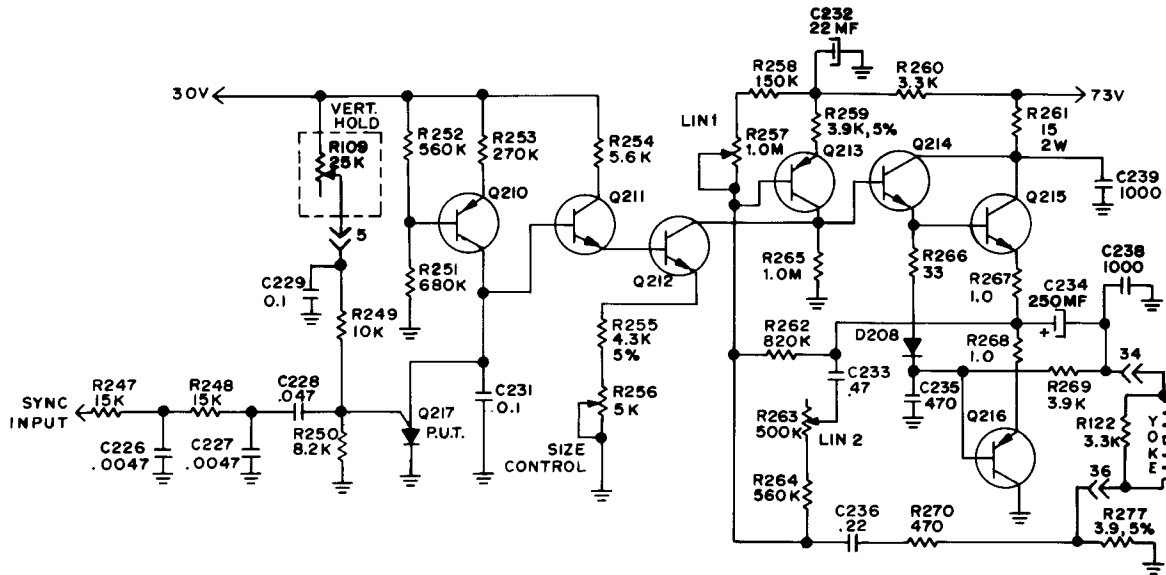 C232
22 MF
R258
150K
R260
3.3K
30V
73V
VERT.
HOLD
R109
25K
R252
560K
R253
270K
R254
5.6K
LIN1
R257
1.0M
R259
3.9K, 5%
Q213
Q214
R261
15
2W
C239
1000
Q210
Q211
Q215
5
Q212
R265
1.0M
R266
33
R267
1.0
C238
1000
C234
250MF
+
C229
0.1
R251
680K
R249
10K
R255
4.3K
5%
R262
820K
D208
R268
1.0
34
SYNC
INPUT
R247
15K
R248
15K
C228
.047
C231
0.1
R256
5K
C233
.47
C235
470
R269
3.9K
Q217
P.U.T.
R250
8.2K
C226
.0047
C227
.0047
SIZE
CONTROL
R263
500K
LIN 2
Q216
R122
3.3K
YOKE
R264
560K
36
C236
.22
R270
470
R277
3.9, 5%